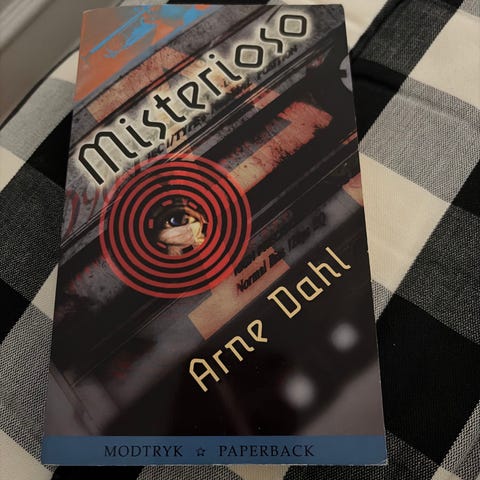 Misterioso
Arne Dahl
MODTRYK ☆ PAPERBACK